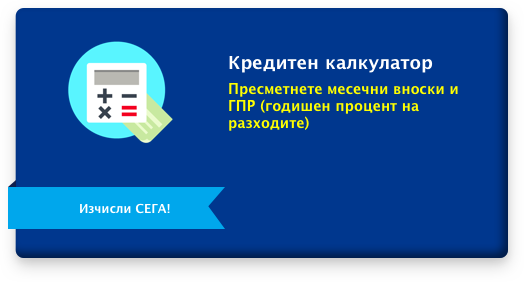 Кредитен калкулатор
Пресметнете месечни вноски и
ГПР (годишен процент на
разходите)
Изчисли СЕГА!